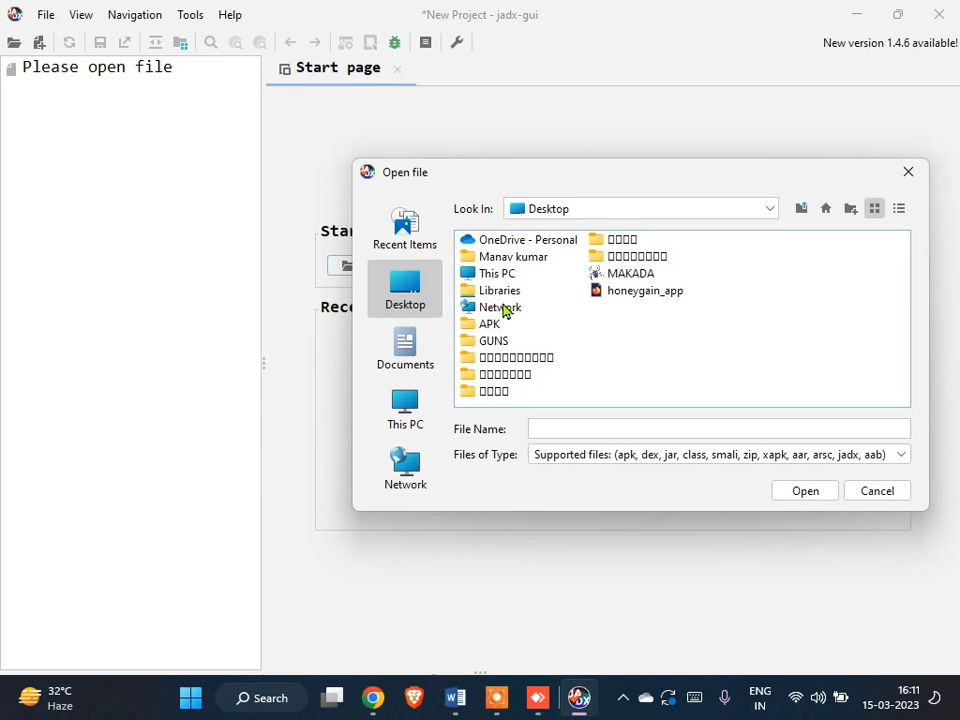 File View Navigation Tools Help *New Project - jadx-gui
New version 1.4.6 available!
Please open file
Start page
Open file
Look In: Desktop
Recent Items
Desktop
Documents
This PC
Network
OneDrive - Personal
Manav kumar
This PC
Libraries
Network
APK
GUNS
MAKADA
honeygain_app
File Name:
Files of Type: Supported files: (apk, dex, jar, class, smali, zip, xapk, aar, arsc, jadx, aab)
Open Cancel
32°C
Haze
Search
ENG
IN
16:11
15-03-2023